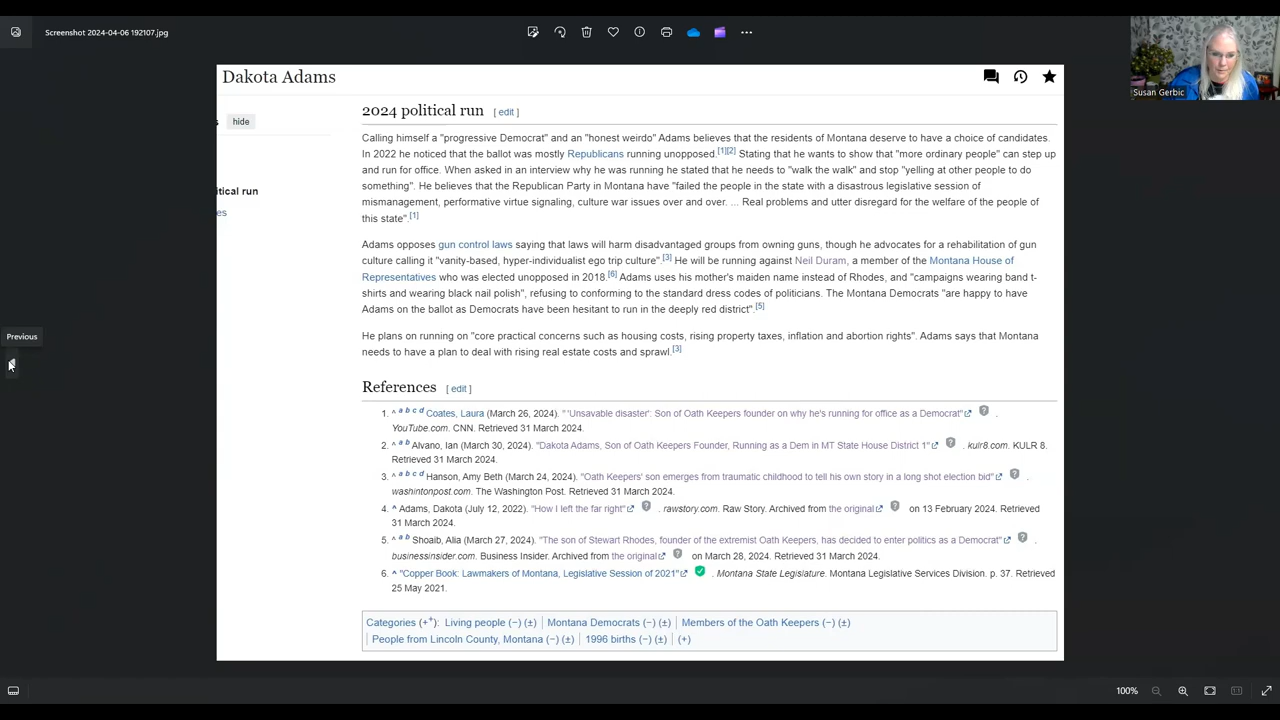 Screenshot 2024-04-06 192107.jpg
Susan Gerbic
Dakota Adams
2024 political run [ edit ]
hide
Calling himself a "progressive Democrat" and an "honest weirdo" Adams believes that the residents of Montana deserve to have a choice of candidates.
In 2022 he noticed that the ballot was mostly Republicans running unopposed.[1][2] Stating that he wants to show that "more ordinary people" can step up
and run for office. When asked in an interview why he was running he stated that he needs to "walk the walk" and stop "yelling at other people to do
something". He believes that the Republican Party in Montana have "failed the people in the state with a disastrous legislative session of
itical run
mismanagement, performative virtue signaling, culture war issues over and over. ... Real problems and utter disregard for the welfare of the people of
es
this state".[1]
Adams opposes gun control laws saying that laws will harm disadvantaged groups from owning guns, though he advocates for a rehabilitation of gun
culture calling it "vanity-based, hyper-individualist ego trip culture".[3] He will be running against Neil Duram, a member of the Montana House of
Representatives who was elected unopposed in 2018.[6] Adams uses his mother's maiden name instead of Rhodes, and "campaigns wearing band t-
shirts and wearing black nail polish", refusing to conforming to the standard dress codes of politicians. The Montana Democrats "are happy to have
Adams on the ballot as Democrats have been hesitant to run in the deeply red district".[5]
Previous
He plans on running on "core practical concerns such as housing costs, rising property taxes, inflation and abortion rights". Adams says that Montana
needs to have a plan to deal with rising real estate costs and sprawl.[3]
References [ edit ]
1. ^ a b c d Coates, Laura (March 26, 2024). "'Unsavable disaster': Son of Oath Keepers founder on why he's running for office as a Democrat" .
YouTube.com. CNN. Retrieved 31 March 2024.
2. ^ a b Alvano, Ian (March 30, 2024). "Dakota Adams, Son of Oath Keepers Founder, Running as a Dem in MT State House District 1" . kulr8.com. KULR 8.
Retrieved 31 March 2024.
3. ^ a b c d Hanson, Amy Beth (March 24, 2024). "Oath Keepers' son emerges from traumatic childhood to tell his own story in a long shot election bid" .
washintonpost.com. The Washington Post. Retrieved 31 March 2024.
4. ^ Adams, Dakota (July 12, 2022). "How I left the far right" . rawstory.com. Raw Story. Archived from the original on 13 February 2024. Retrieved
31 March 2024.
5. ^ a b Shoaib, Alia (March 27, 2024). "The son of Stewart Rhodes, founder of the extremist Oath Keepers, has decided to enter politics as a Democrat" .
businessinsider.com. Business Insider. Archived from the original on March 28, 2024. Retrieved 31 March 2024.
6. ^ "Copper Book: Lawmakers of Montana, Legislative Session of 2021" . Montana State Legislature. Montana Legislative Services Division. p. 37. Retrieved
25 May 2021.
Categories (++): Living people (−) (±) | Montana Democrats (−) (±) | Members of the Oath Keepers (−) (±)
| People from Lincoln County, Montana (−) (±) | 1996 births (−) (±) | (+)
100%